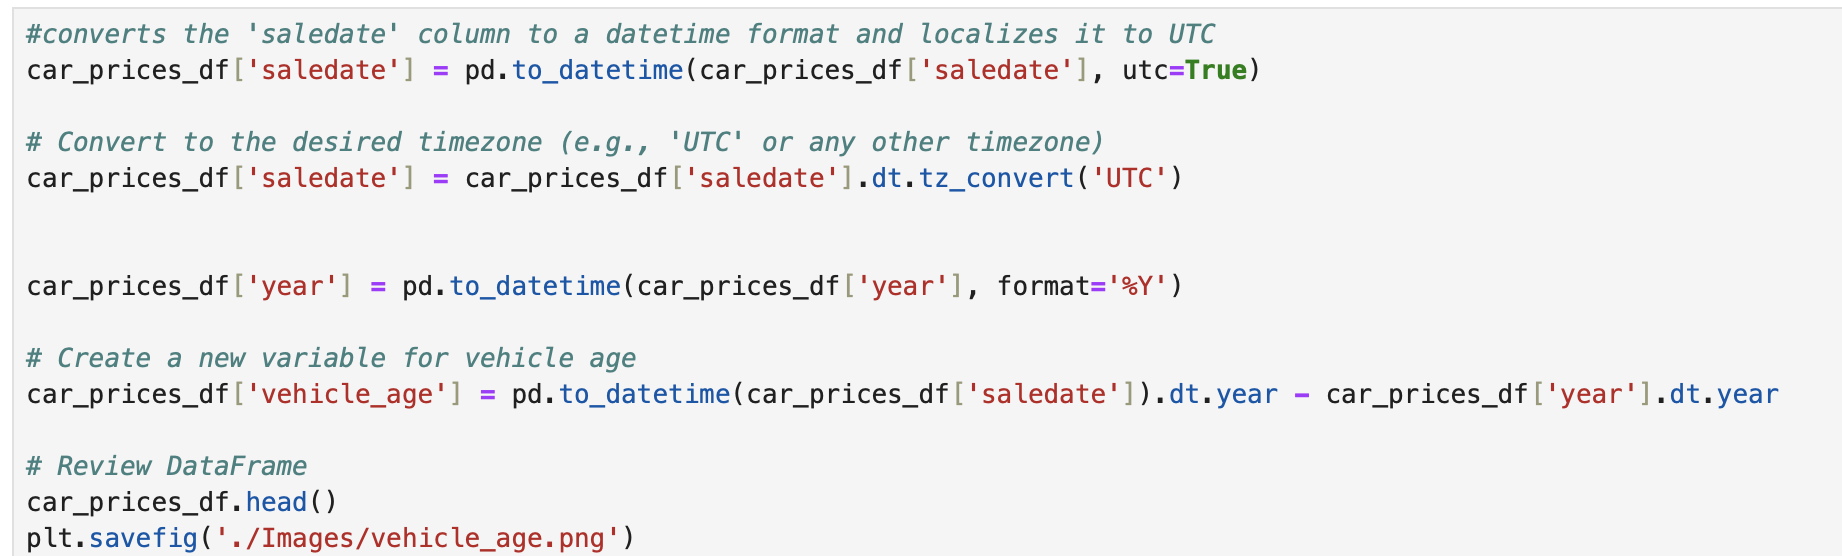 #converts the 'saledate' column to a datetime format and localizes it to UTC
car_prices_df['saledate'] = pd.to_datetime(car_prices_df['saledate'], utc=True)
# Convert to the desired timezone (e.g., 'UTC' or any other timezone)
car_prices_df['saledate'] = car_prices_df['saledate'].dt.tz_convert('UTC')
car_prices_df['year'] = pd.to_datetime(car_prices_df['year'], format='%Y')
# Create a new variable for vehicle age
car_prices_df['vehicle_age'] = pd.to_datetime(car_prices_df['saledate']).dt.year - car_prices_df['year'].dt.year
# Review DataFrame
car_prices_df.head()
plt.savefig('./Images/vehicle_age.png')